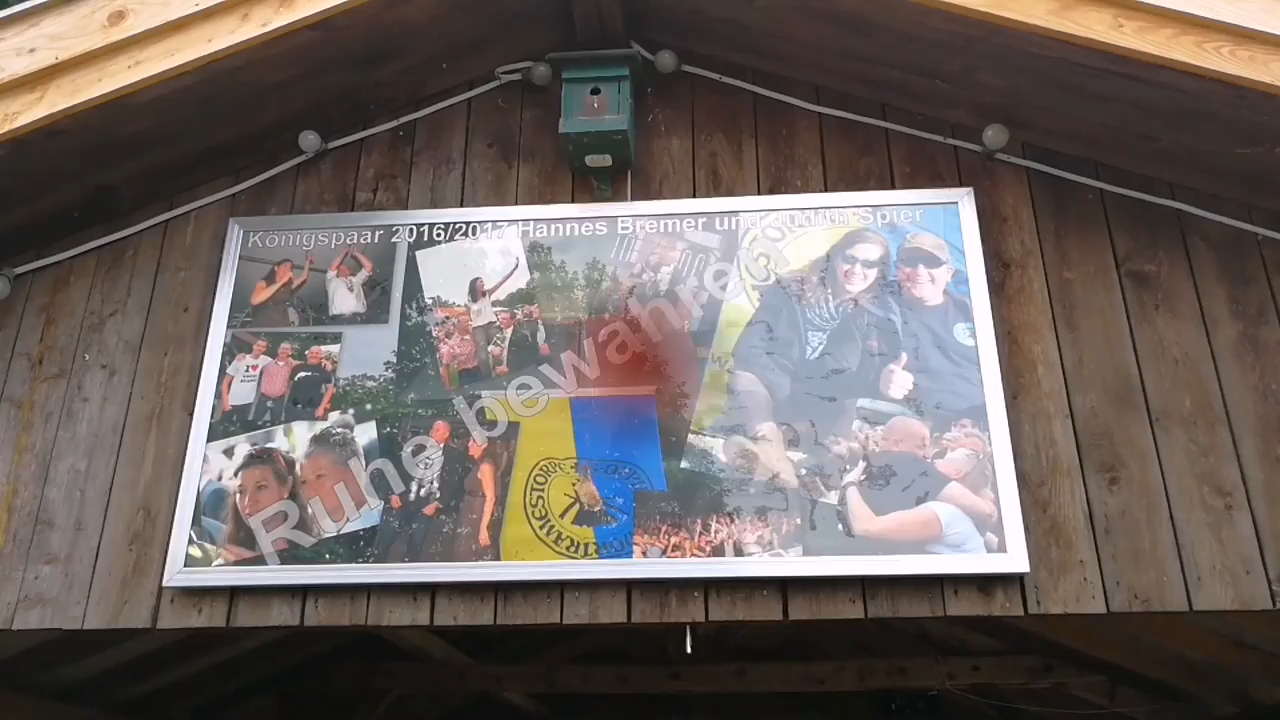 Königspaar 2016/2017 Hannes Bremer und Judith Spier
Ruhe bewahren
I